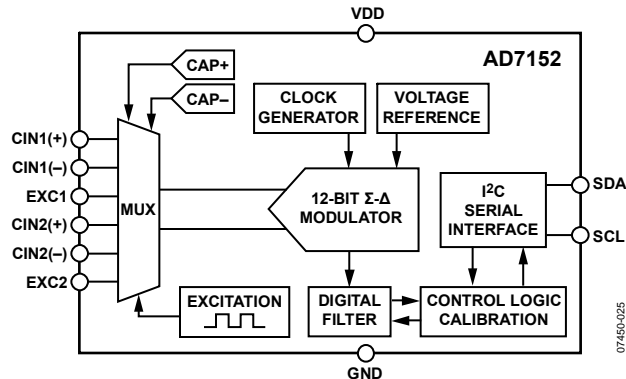 VDD
AD7152
CAP+
CAP–
CLOCK
GENERATOR
VOLTAGE
REFERENCE
CIN1(+)
CIN1(–)
EXC1
CIN2(+)
CIN2(–)
EXC2
MUX
12-BIT Σ-Δ
MODULATOR
I²C
SERIAL
INTERFACE
SDA
SCL
EXCITATION
DIGITAL
FILTER
CONTROL LOGIC
CALIBRATION
GND
07450-025